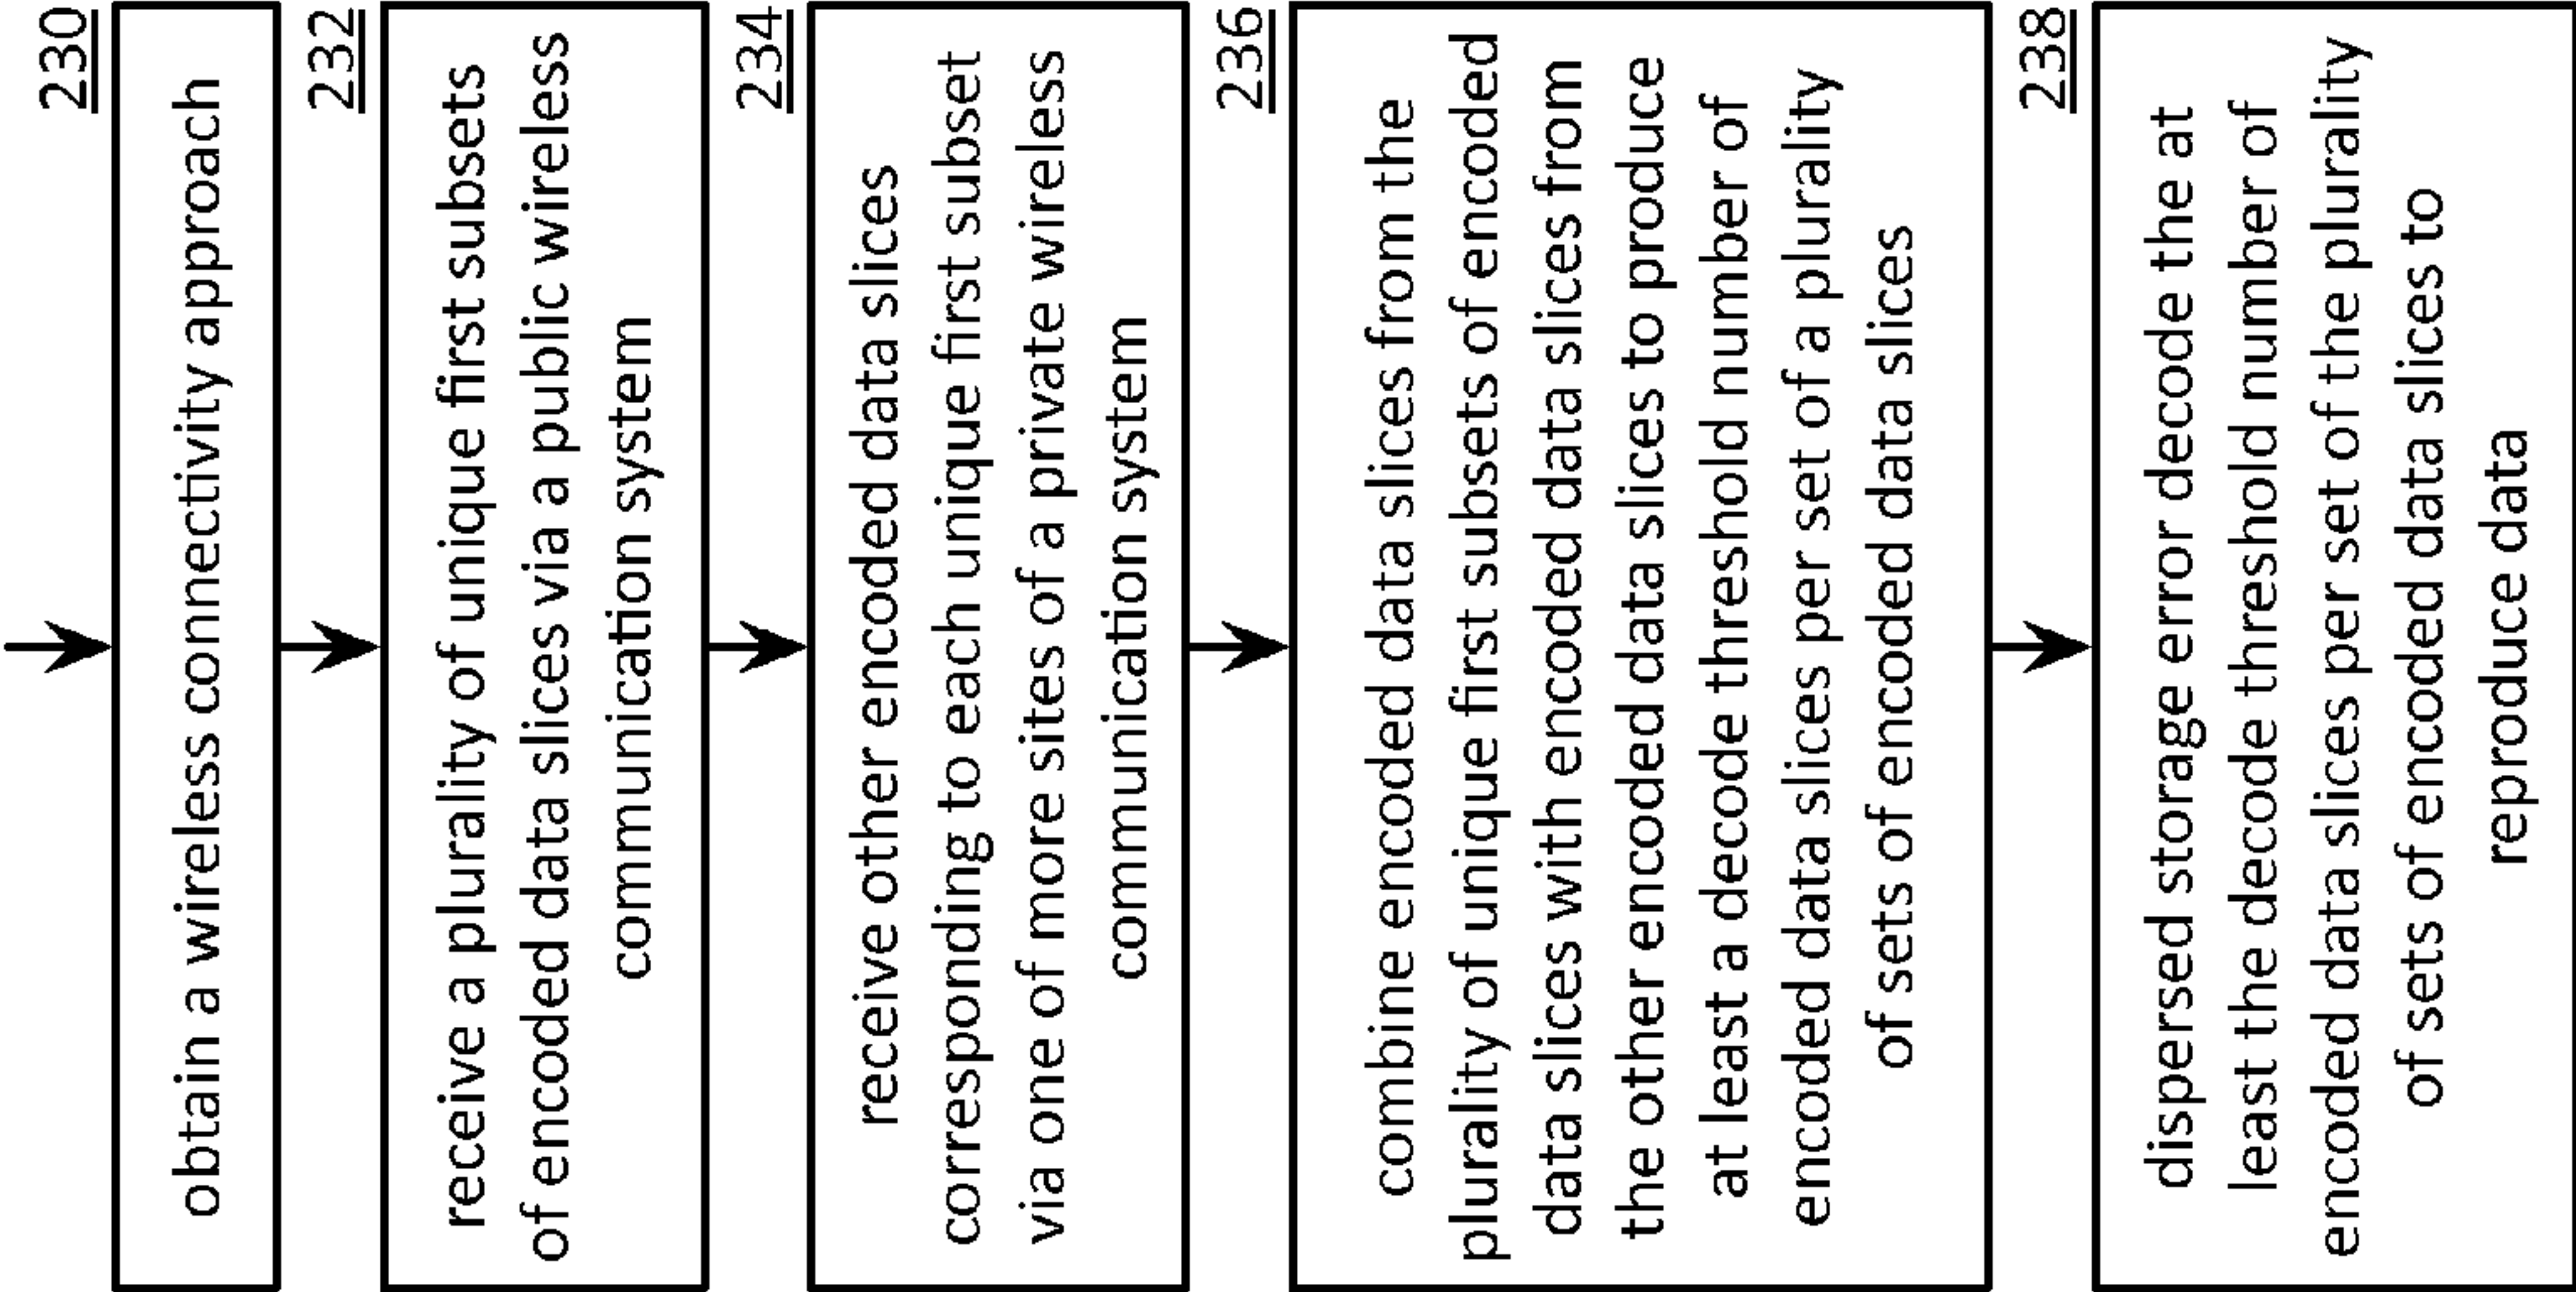 230
obtain a wireless connectivity approach
232
receive a plurality of unique first subsets
of encoded data slices via a public wireless
communication system
234
receive other encoded data slices
corresponding to each unique first subset
via one of more sites of a private wireless
communication system
236
combine encoded data slices from the
plurality of unique first subsets of encoded
data slices with encoded data slices from
the other encoded data slices to produce
at least a decode threshold number of
encoded data slices per set of a plurality
of sets of encoded data slices
238
dispersed storage error decode the at
least the decode threshold number of
encoded data slices per set of the plurality
of sets of encoded data slices to
reproduce data